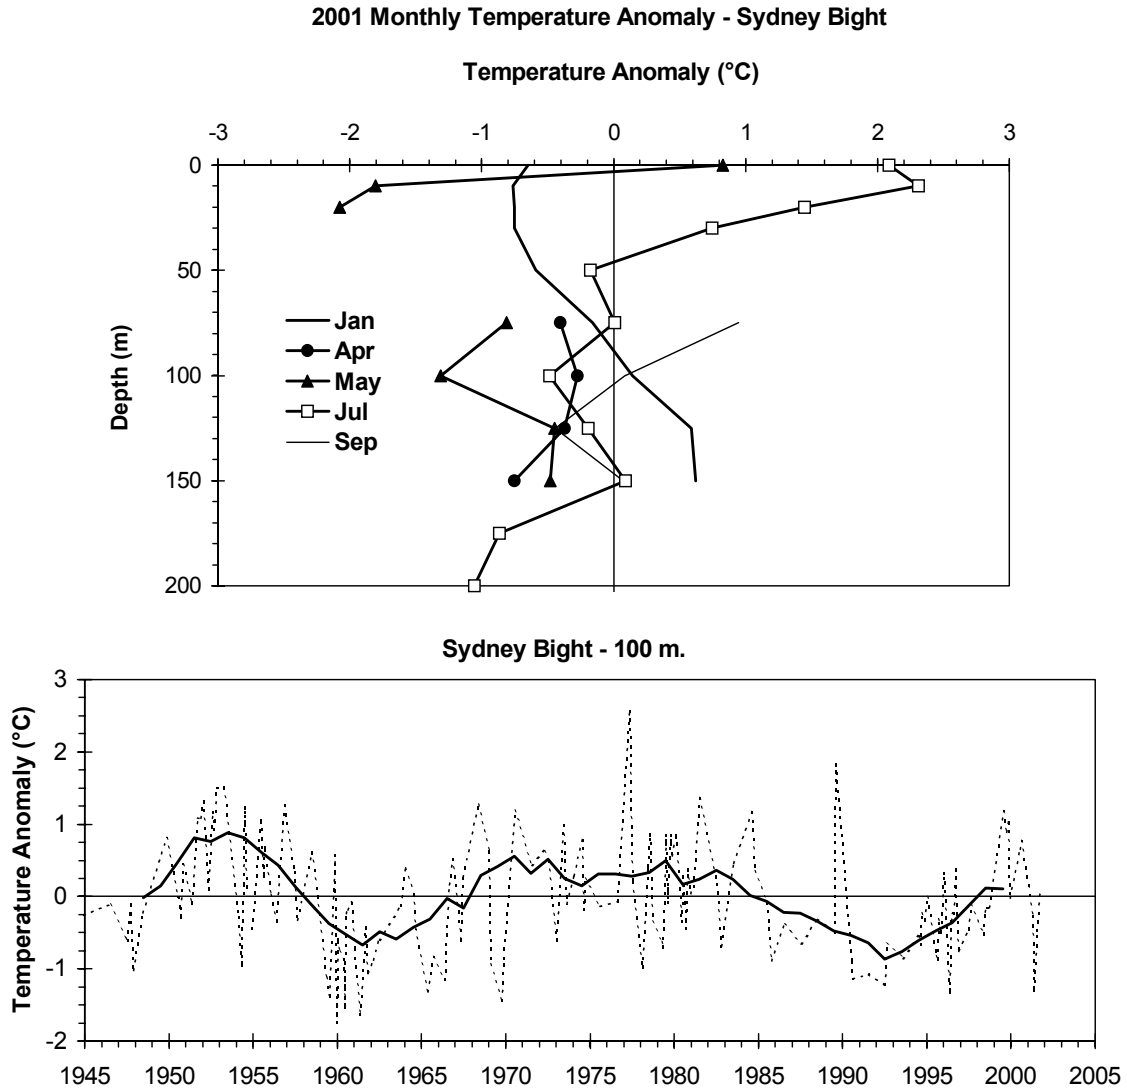 2001 Monthly Temperature Anomaly - Sydney Bight
Temperature Anomaly (°C)
-3 -2 -1 0 1 2 3
0
50
100
150
200
Depth (m)
Jan
Apr
May
Jul
Sep
Sydney Bight - 100 m.
Temperature Anomaly (°C)
3
2
1
0
-1
-2
1945 1950 1955 1960 1965 1970 1975 1980 1985 1990 1995 2000 2005